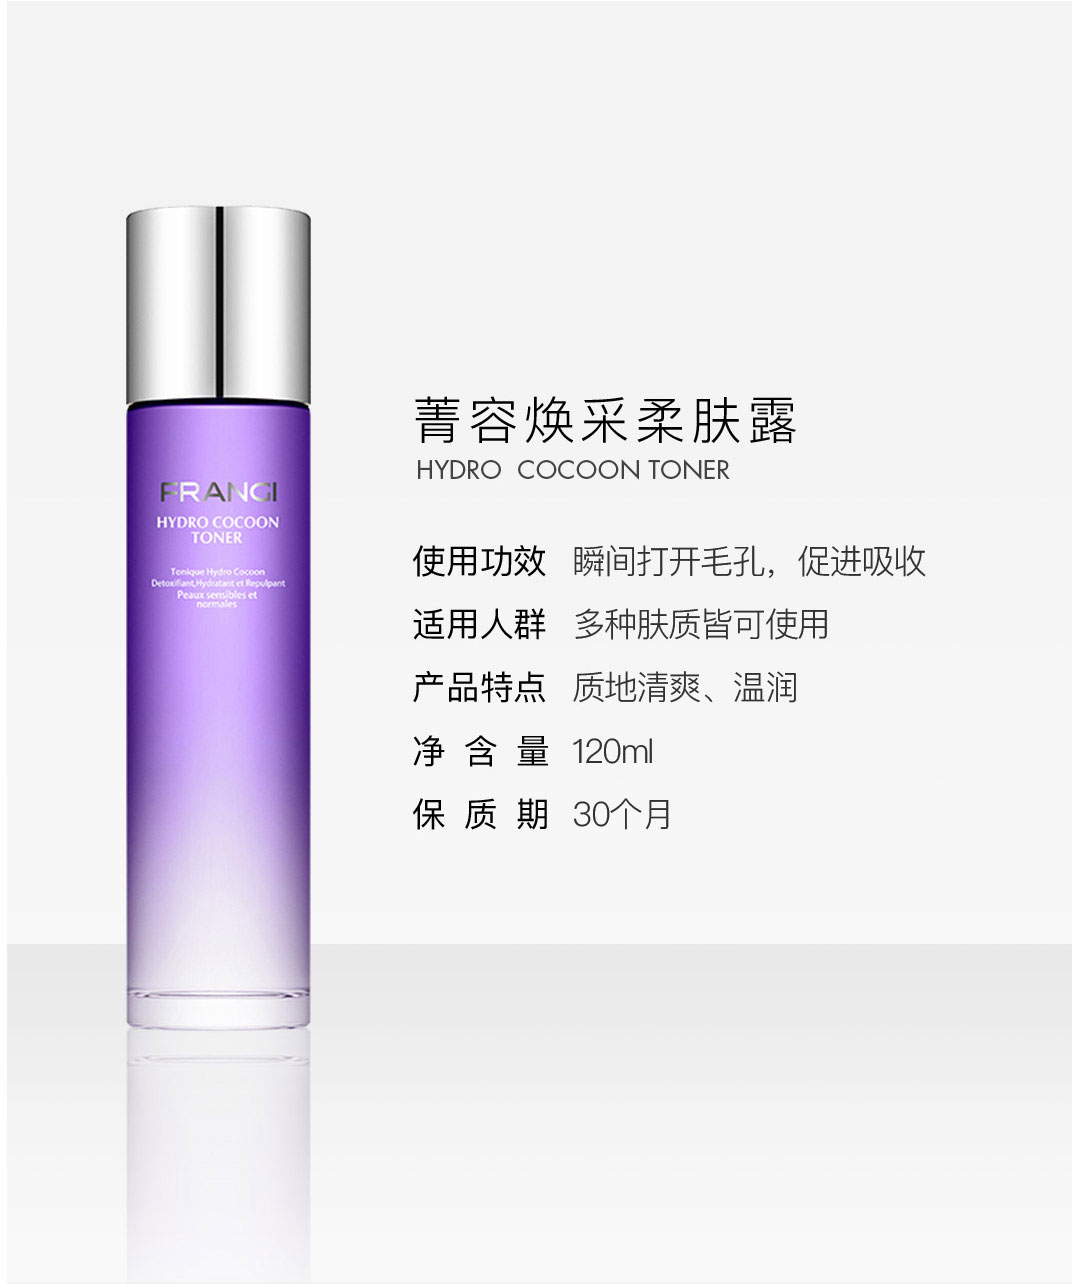 FRANGI
HYDRO COCOON
TONER
Tonique Hydro Cocoon
Detoxifiant,Hydratant et Repulpant
Peaux sensibles et
normales
菁容焕采柔肤露
HYDRO COCOON TONER
使用功效 瞬间打开毛孔，促进吸收
适用人群 多种肤质皆可使用
产品特点 质地清爽、温润
净含量 120ml
保质期 30个月